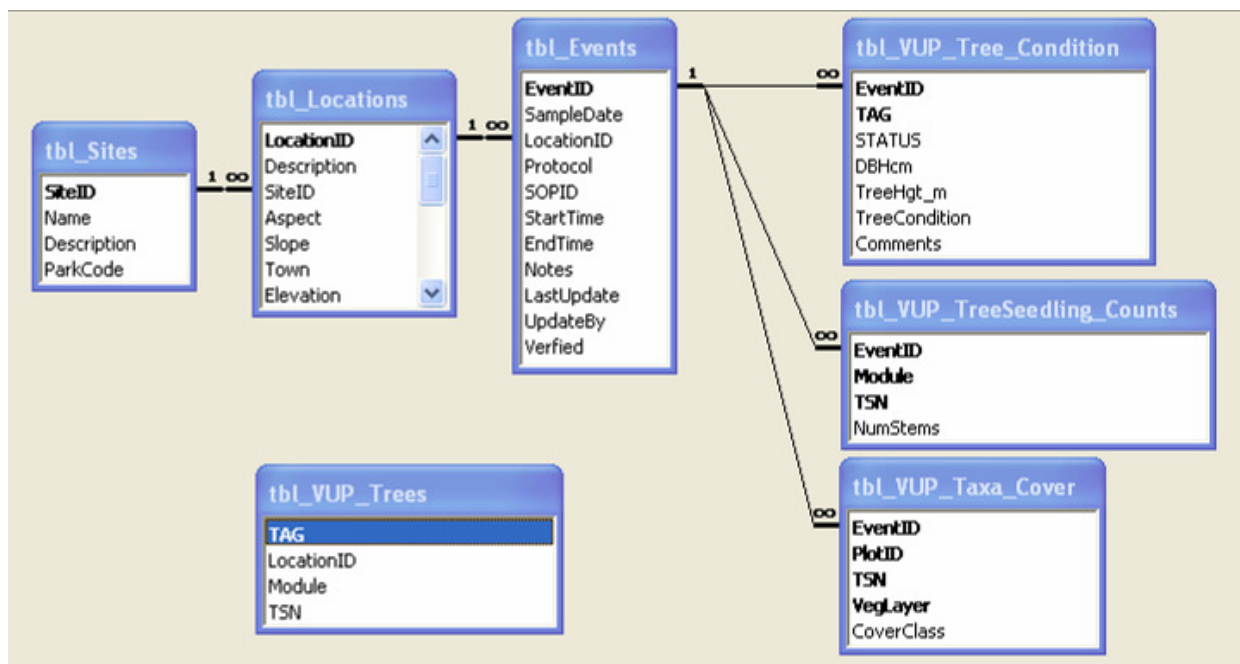 tbl_Sites
SiteID
Name
Description
ParkCode
1 ∞
tbl_Locations
LocationID
Description
SiteID
Aspect
Slope
Town
Elevation
1 ∞
tbl_Events
EventID
SampleDate
LocationID
Protocol
SOPID
StartTime
EndTime
Notes
LastUpdate
UpdateBy
Verfied
1 ∞
tbl_VUP_Tree_Condition
EventID
TAG
STATUS
DBHcm
TreeHgt_m
TreeCondition
Comments
∞
tbl_VUP_TreeSeedling_Counts
EventID
Module
TSN
NumStems
∞
tbl_VUP_Taxa_Cover
EventID
PlotID
TSN
VegLayer
CoverClass
tbl_VUP_Trees
TAG
LocationID
Module
TSN